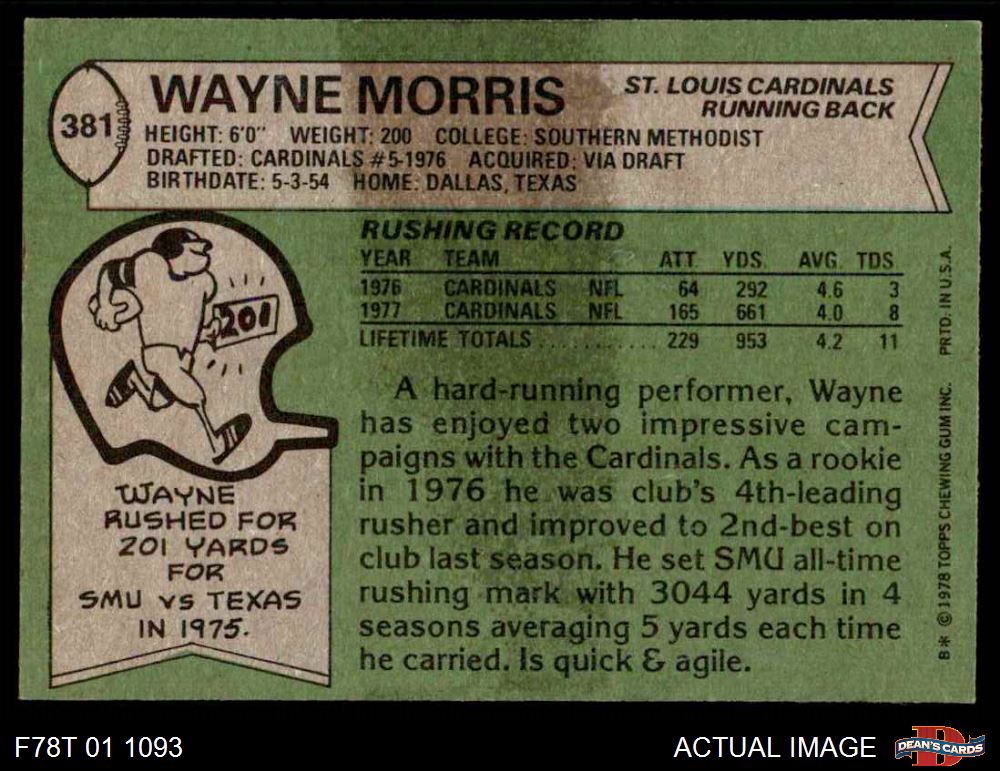 381
WAYNE MORRIS
ST. LOUIS CARDINALS
RUNNING BACK
HEIGHT: 6'0" WEIGHT: 200 COLLEGE: SOUTHERN METHODIST
DRAFTED: CARDINALS #5-1976 ACQUIRED: VIA DRAFT
BIRTHDATE: 5-3-54 HOME: DALLAS, TEXAS
RUSHING RECORD
YEAR TEAM ATT. YDS. AVG. TDS.
1976 CARDINALS NFL 64 292 4.6 3
1977 CARDINALS NFL 165 661 4.0 8
LIFETIME TOTALS ............ 229 953 4.2 11
201
WAYNE
RUSHED FOR
201 YARDS
FOR
SMU VS TEXAS
IN 1975.
A hard-running performer, Wayne
has enjoyed two impressive cam-
paigns with the Cardinals. As a rookie
in 1976 he was club's 4th-leading
rusher and improved to 2nd-best on
club last season. He set SMU all-time
rushing mark with 3044 yards in 4
seasons averaging 5 yards each time
he carried. Is quick & agile.
B* © 1978 TOPPS CHEWING GUM INC. PRTD. IN U.S.A.
F78T 01 1093
ACTUAL IMAGE
D
DEAN'S CARDS